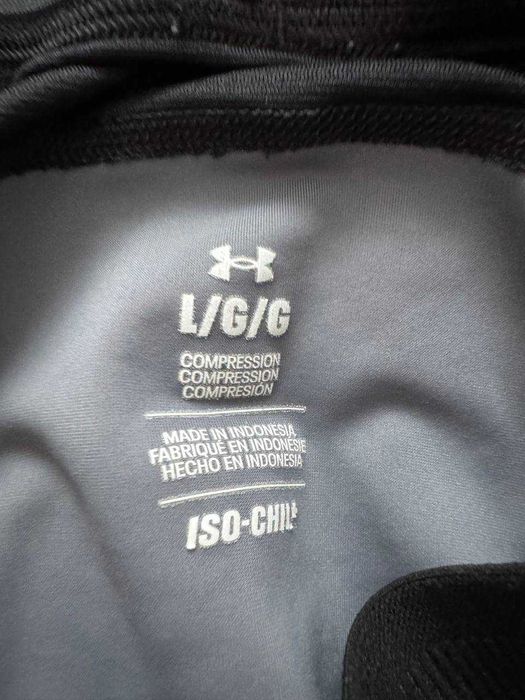 L/G/G
COMPRESSION
COMPRESSION
COMPRESIÓN
MADE IN INDONESIA
FABRIQUÉ EN INDONÉSIE
HECHO EN INDONESIA
ISO-CHILL